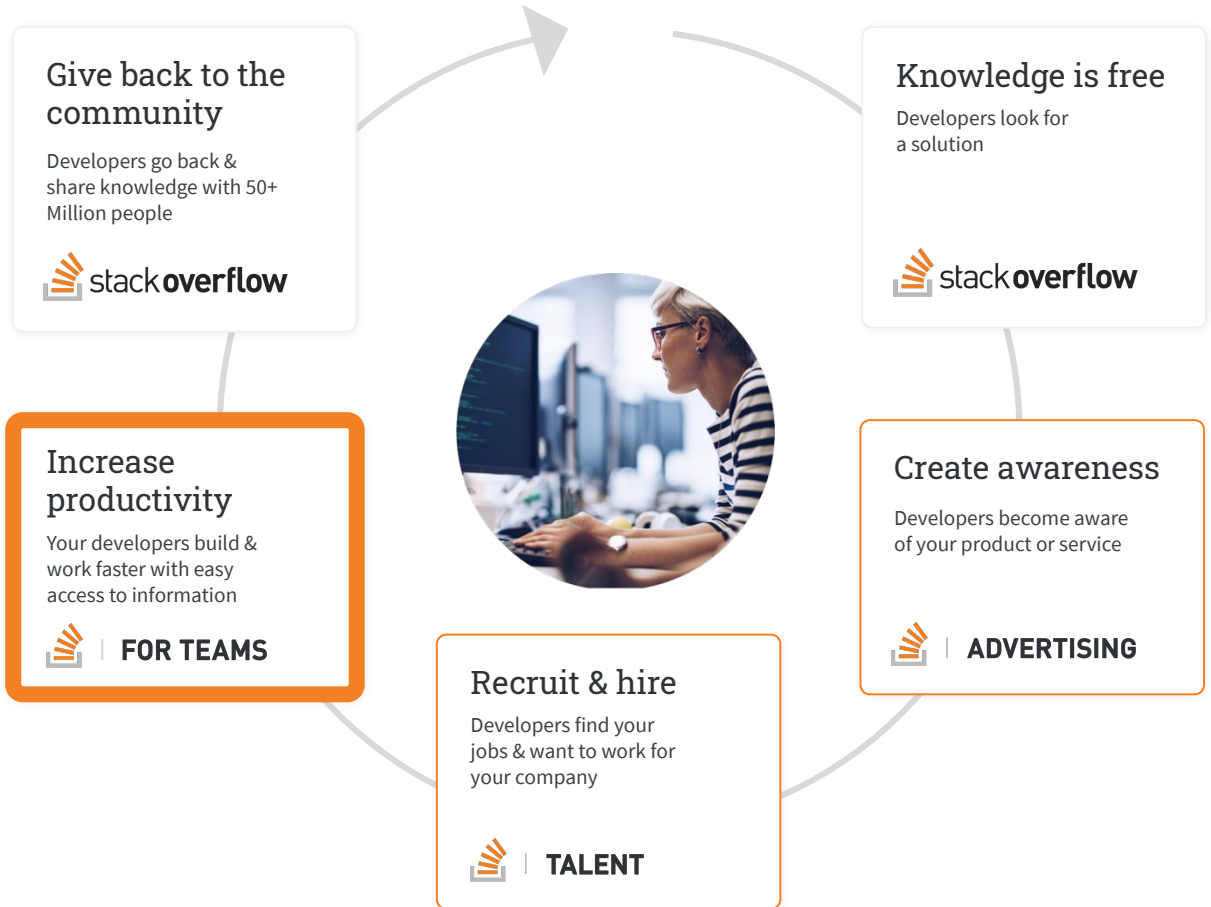 Give back to the
community
Developers go back &
share knowledge with 50+
Million people
stackoverflow
Knowledge is free
Developers look for
a solution
stackoverflow
Increase
productivity
Your developers build &
work faster with easy
access to information
FOR TEAMS
Create awareness
Developers become aware
of your product or service
ADVERTISING
Recruit & hire
Developers find your
jobs & want to work for
your company
TALENT